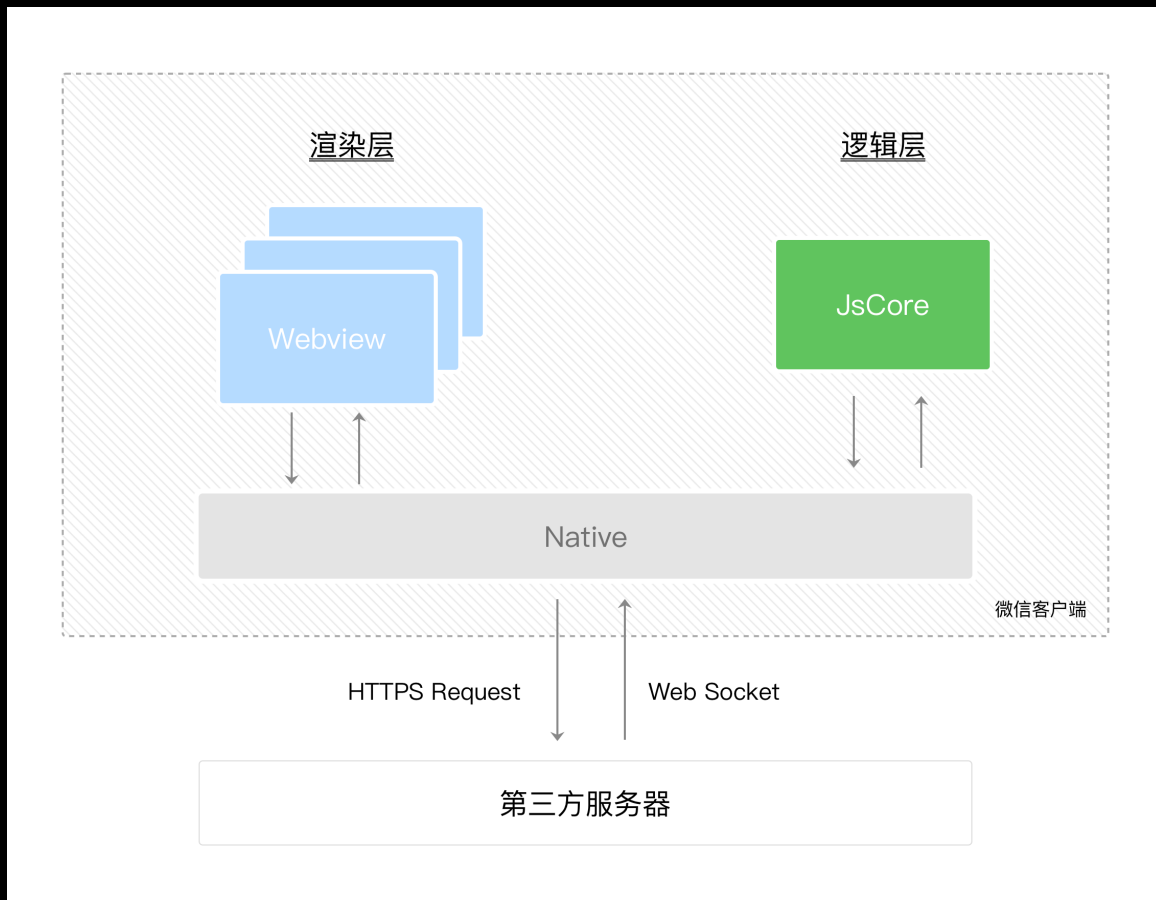 渲染层
逻辑层
Webview
JsCore
Native
微信客户端
HTTPS Request
Web Socket
第三方服务器